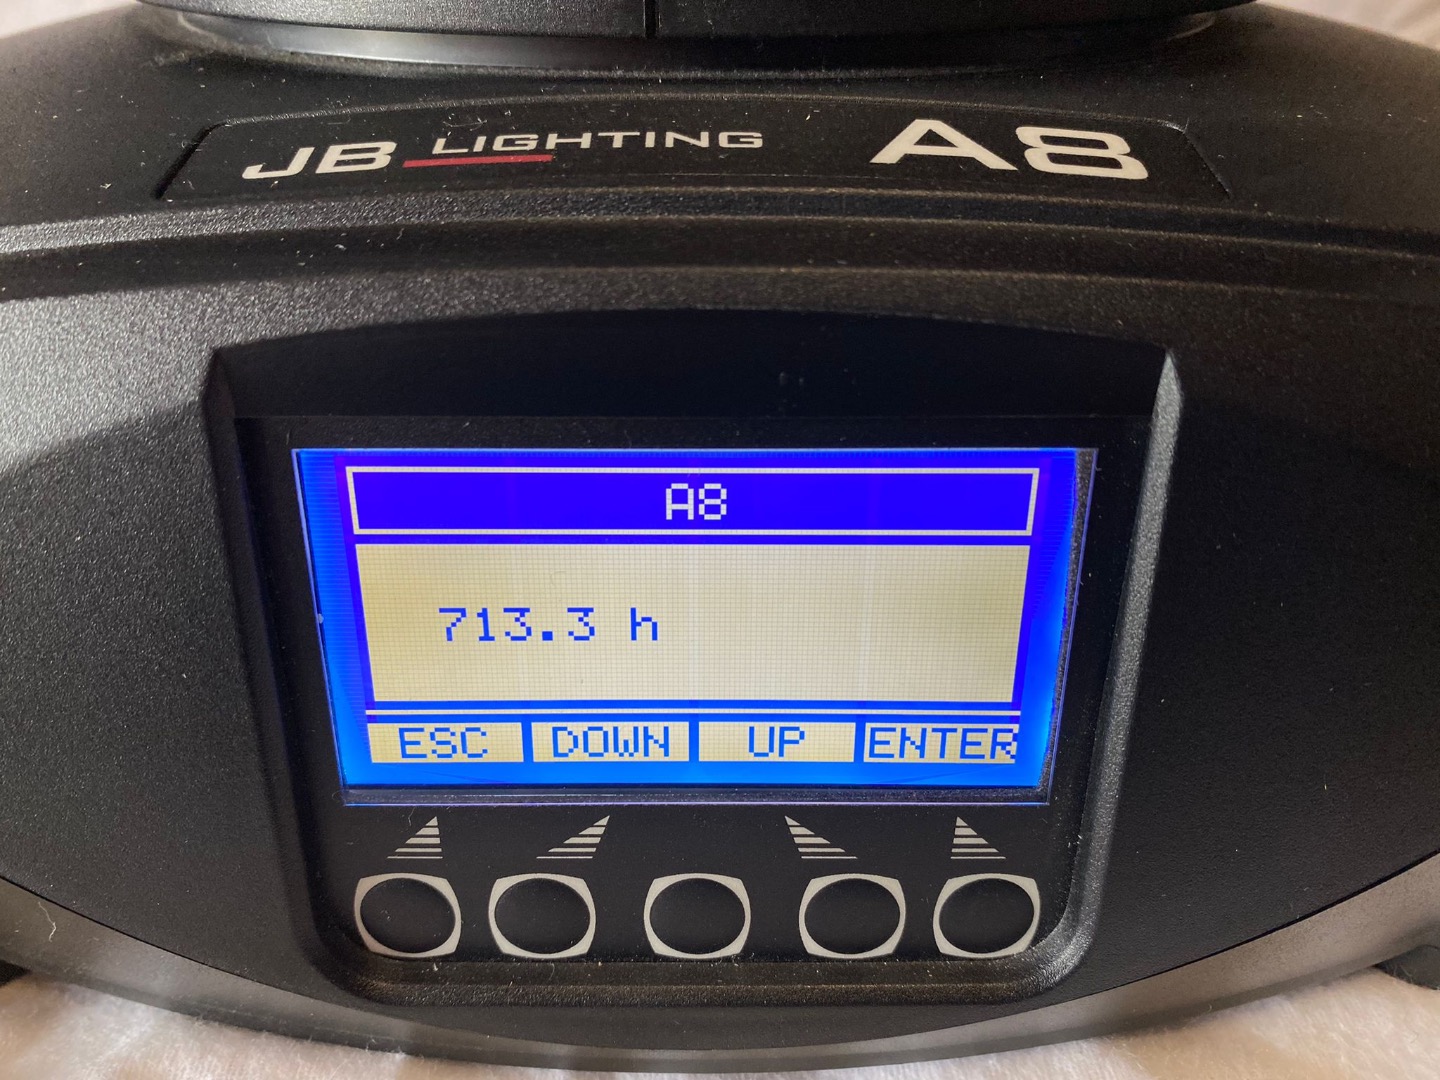 JB LIGHTING A8
A8
713.3 h
ESC DOWN UP ENTER